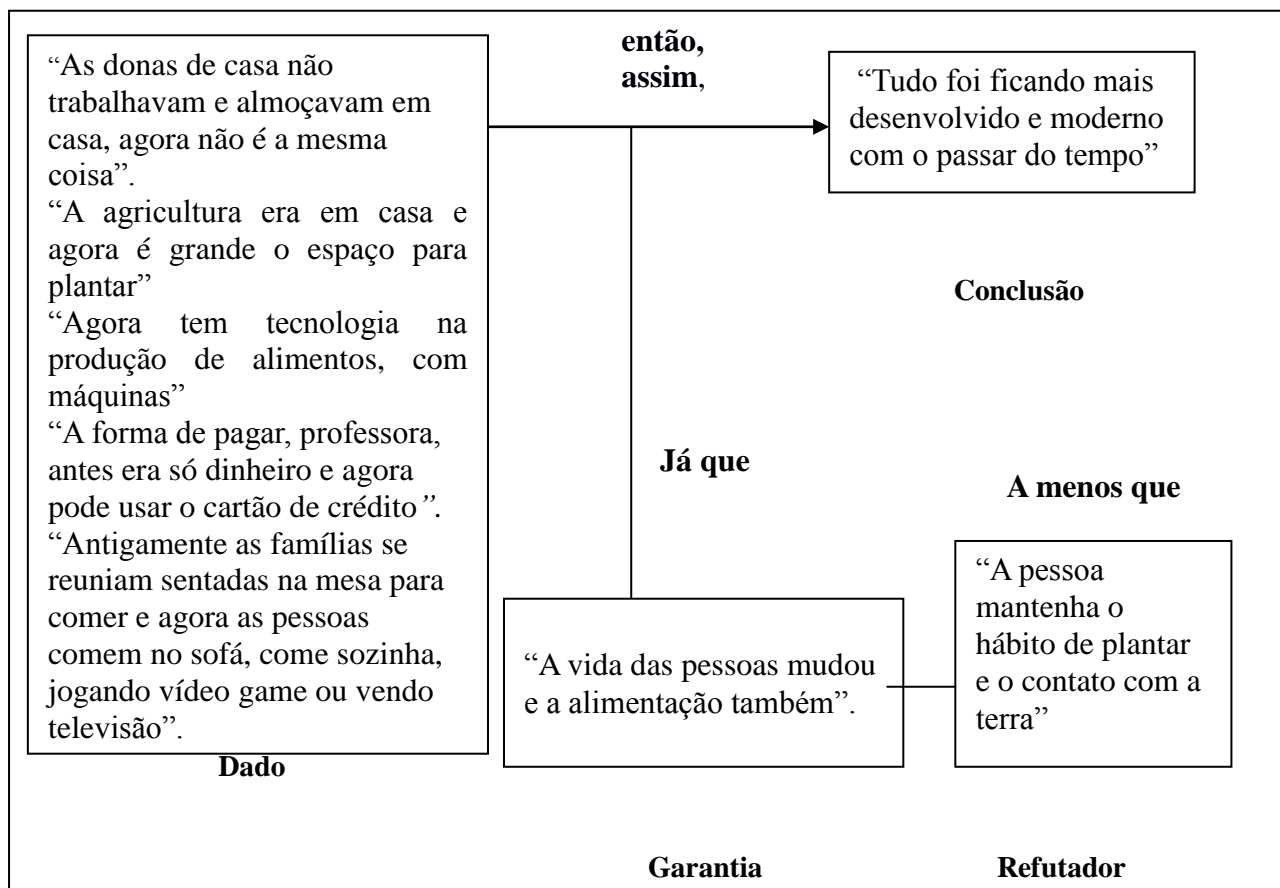 “As donas de casa não
trabalhavam e almoçavam em
casa, agora não é a mesma
coisa”.
“A agricultura era em casa e
agora é grande o espaço para
plantar”
“Agora tem tecnologia na
produção de alimentos, com
máquinas”
“A forma de pagar, professora,
antes era só dinheiro e agora
pode usar o cartão de crédito”.
“Antigamente as famílias se
reuniam sentadas na mesa para
comer e agora as pessoas
comem no sofá, come sozinha,
jogando vídeo game ou vendo
televisão”.
Dado
então,
assim,
“Tudo foi ficando mais
desenvolvido e moderno
com o passar do tempo”
Conclusão
Já que
A menos que
“A vida das pessoas mudou
e a alimentação também”.
“A pessoa
mantenha o
hábito de plantar
e o contato com a
terra”
Garantia
Refutador